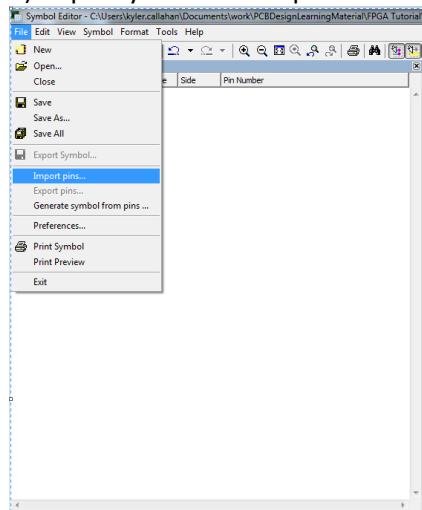 Symbol Editor - C:\Users\kyler.callahan\Documents\work\PCBDesignLearningMaterial\FPGA Tutorial
File Edit View Symbol Format Tools Help
Side Pin Number
New
Open...
Close
Save
Save As...
Save All
Export Symbol...
Import pins...
Export pins...
Generate symbol from pins ...
Preferences...
Print Symbol
Print Preview
Exit